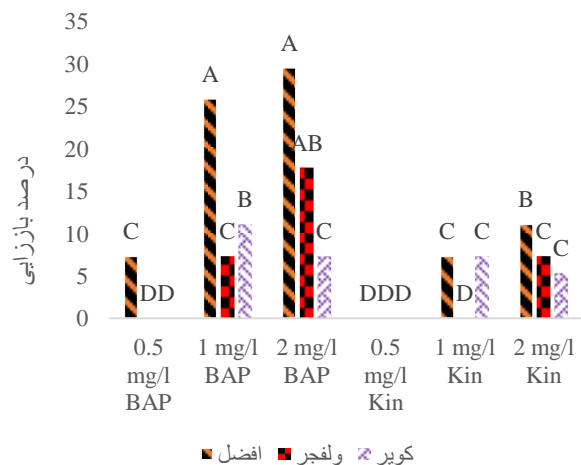 35
30
25
20
15
10
5
0
درصد باززایی
C DD
A C B
A AB C
DDD
C D C
B C C
0.5 mg/l BAP
1 mg/l BAP
2 mg/l BAP
0.5 mg/l Kin
1 mg/l Kin
2 mg/l Kin
افضل ولفجر کویر